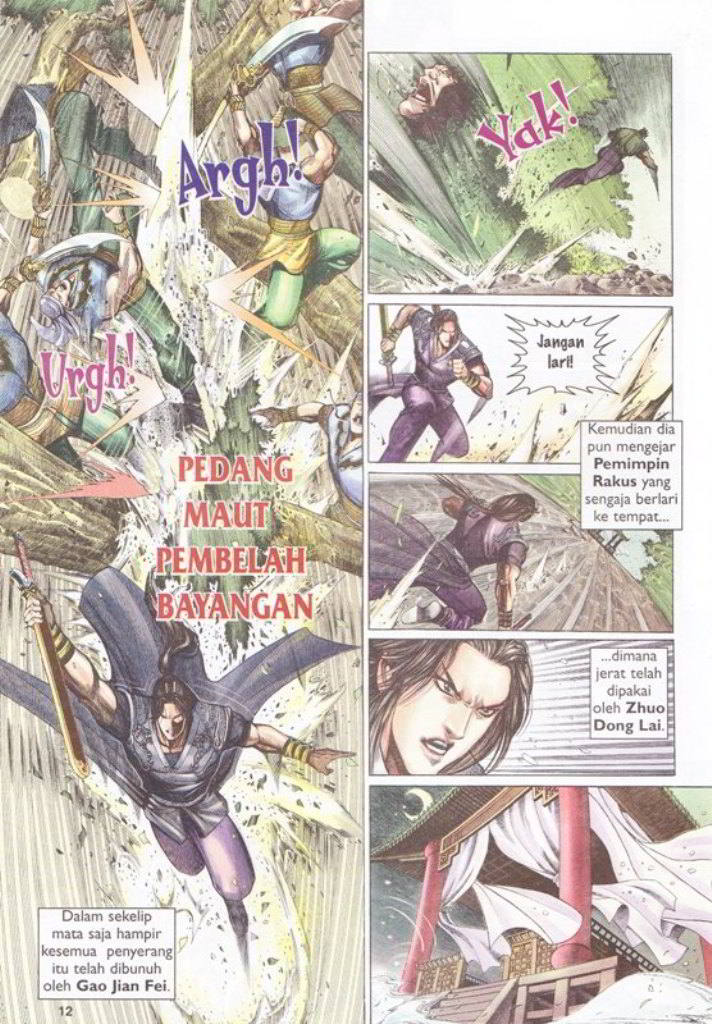 Argh!
Urgh!
PEDANG
MAUT
PEMBELAH
BAYANGAN
Dalam sekelip
mata saja hampir
kesemua penyerang
itu telah dibunuh
oleh Gao Jian Fei.
12
Yak!
Jangan
lari!
Kemudian dia
pun mengejar
Pemimpin
Rakus yang
sengaja berlari
ke tempat...
...dimana
jerat telah
dipakai
oleh Zhuo
Dong Lai.